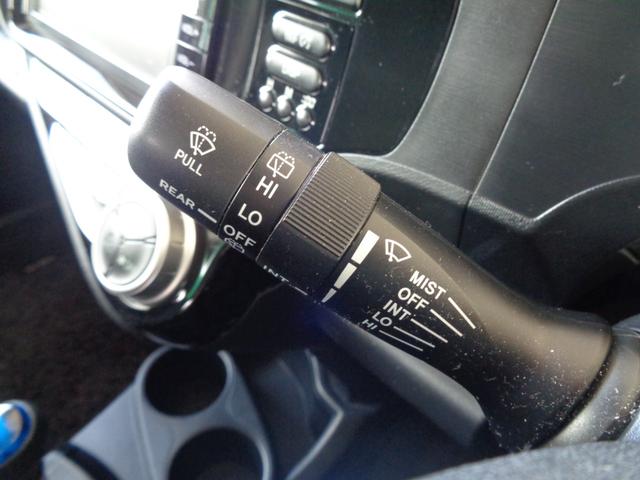 PULL
REAR
HI
LO
OFF
INT
MIST
OFF
INT
LO
HI